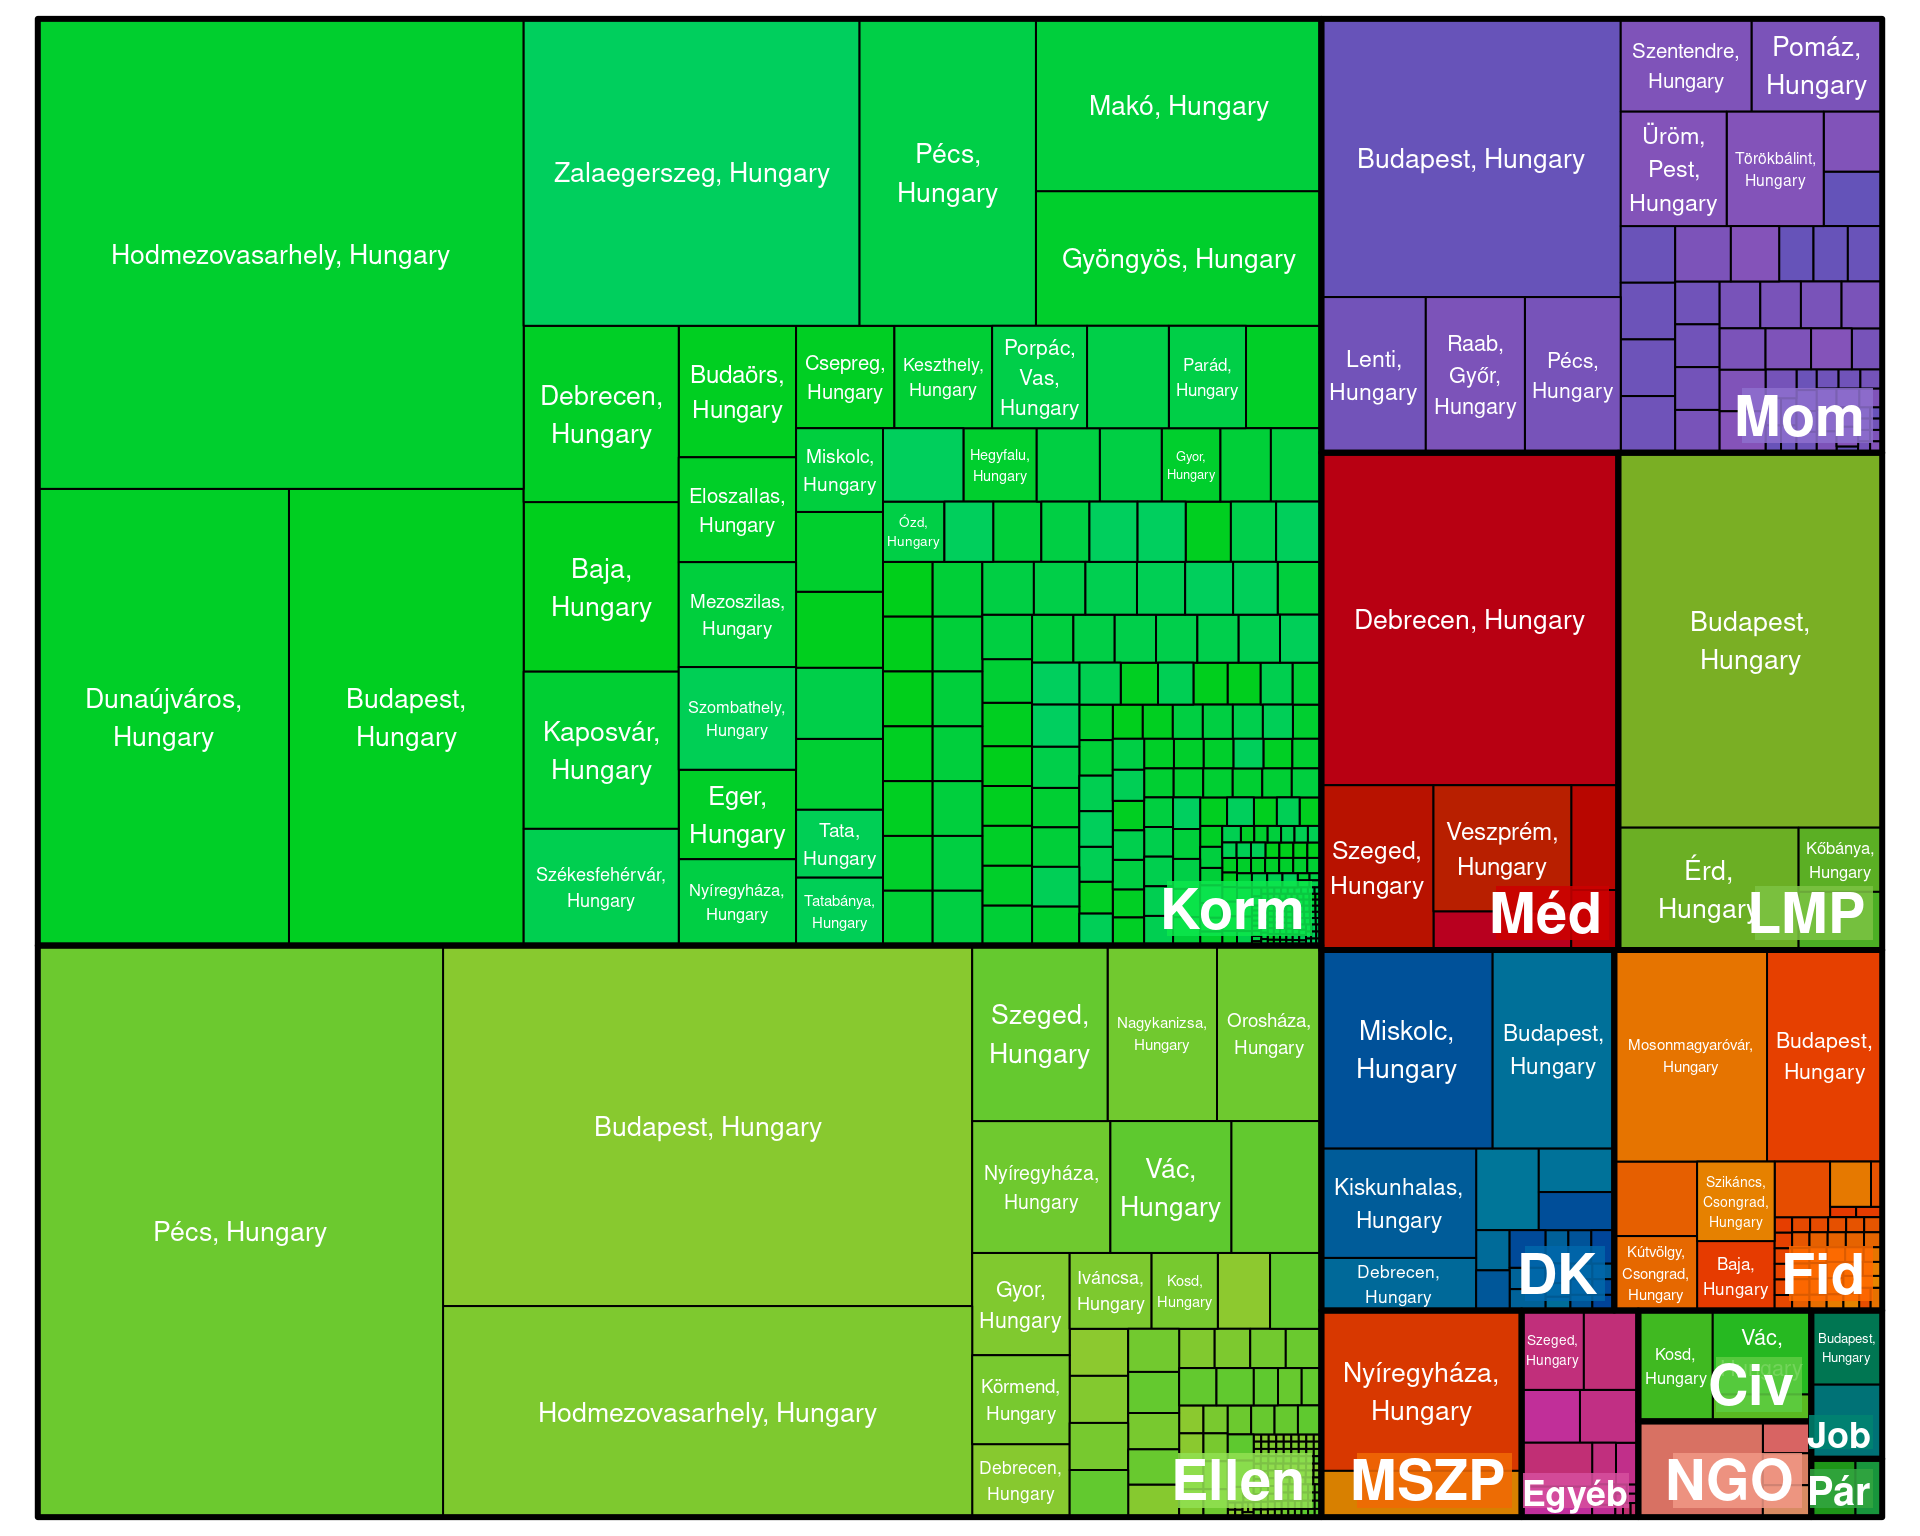 Hodmezovasarhely, Hungary
Zalaegerszeg, Hungary
Pécs,
Hungary
Makó, Hungary
Gyöngyös, Hungary
Dunaújváros,
Hungary
Budapest,
Hungary
Debrecen,
Hungary
Baja,
Hungary
Kaposvár,
Hungary
Székesfehérvár,
Hungary
Budaörs,
Hungary
Eloszallas,
Hungary
Mezoszilas,
Hungary
Szombathely,
Hungary
Eger,
Hungary
Nyíregyháza,
Hungary
Csepreg,
Hungary
Keszthely,
Hungary
Porpác,
Vas,
Hungary
Parád,
Hungary
Miskolc,
Hungary
Hegyfalu,
Hungary
Gyor,
Hungary
Ózd,
Hungary
Tata,
Hungary
Tatabánya,
Hungary
Korm
Budapest, Hungary
Szentendre,
Hungary
Pomáz,
Hungary
Üröm,
Pest,
Hungary
Törökbálint,
Hungary
Lenti,
Hungary
Raab,
Győr,
Hungary
Pécs,
Hungary
Mom
Debrecen, Hungary
Szeged,
Hungary
Veszprém,
Hungary
Méd
Budapest,
Hungary
Érd,
Hungary
Kőbánya,
Hungary
LMP
Pécs, Hungary
Budapest, Hungary
Hodmezovasarhely, Hungary
Szeged,
Hungary
Nagykanizsa,
Hungary
Orosháza,
Hungary
Nyíregyháza,
Hungary
Vác,
Hungary
Gyor,
Hungary
Iváncsa,
Hungary
Kosd,
Hungary
Körmend,
Hungary
Debrecen,
Hungary
Ellen
Miskolc,
Hungary
Budapest,
Hungary
Kiskunhalas,
Hungary
Debrecen,
Hungary
DK
Mosonmagyaróvár,
Hungary
Budapest,
Hungary
Szikáncs,
Csongrad,
Hungary
Kútvölgy,
Csongrad,
Hungary
Baja,
Hungary
Fid
Nyíregyháza,
Hungary
MSZP
Szeged,
Hungary
Egyéb
Kosd,
Hungary
Vác,
Hungary
Civ
Budapest,
Hungary
Job
NGO
Pár